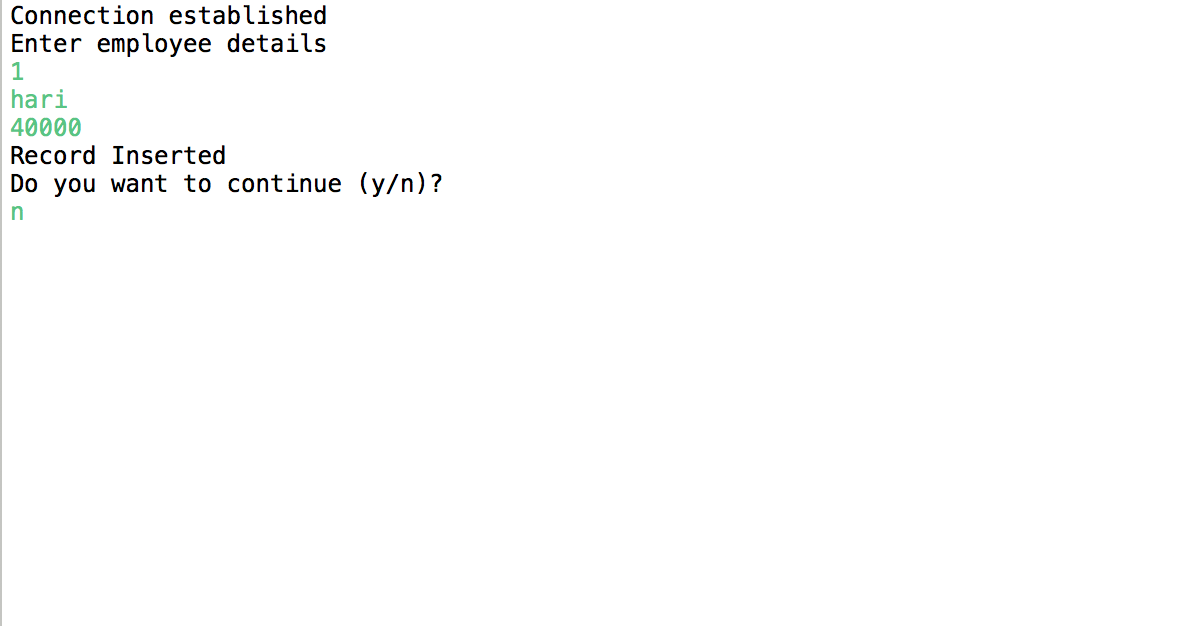 Connection established
Enter employee details
1
hari
40000
Record Inserted
Do you want to continue (y/n)?
n